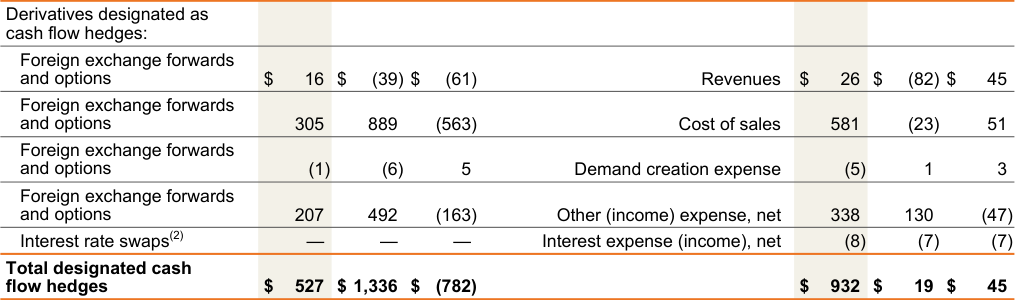 Derivatives designated as
cash flow hedges:
Foreign exchange forwards
and options $ 16 $ (39) $ (61) Revenues $ 26 $ (82) $ 45
Foreign exchange forwards
and options 305 889 (563) Cost of sales 581 (23) 51
Foreign exchange forwards
and options (1) (6) 5 Demand creation expense (5) 1 3
Foreign exchange forwards
and options 207 492 (163) Other (income) expense, net 338 130 (47)
Interest rate swaps(2) — — — Interest expense (income), net (8) (7) (7)
Total designated cash
flow hedges $ 527 $ 1,336 $ (782) $ 932 $ 19 $ 45